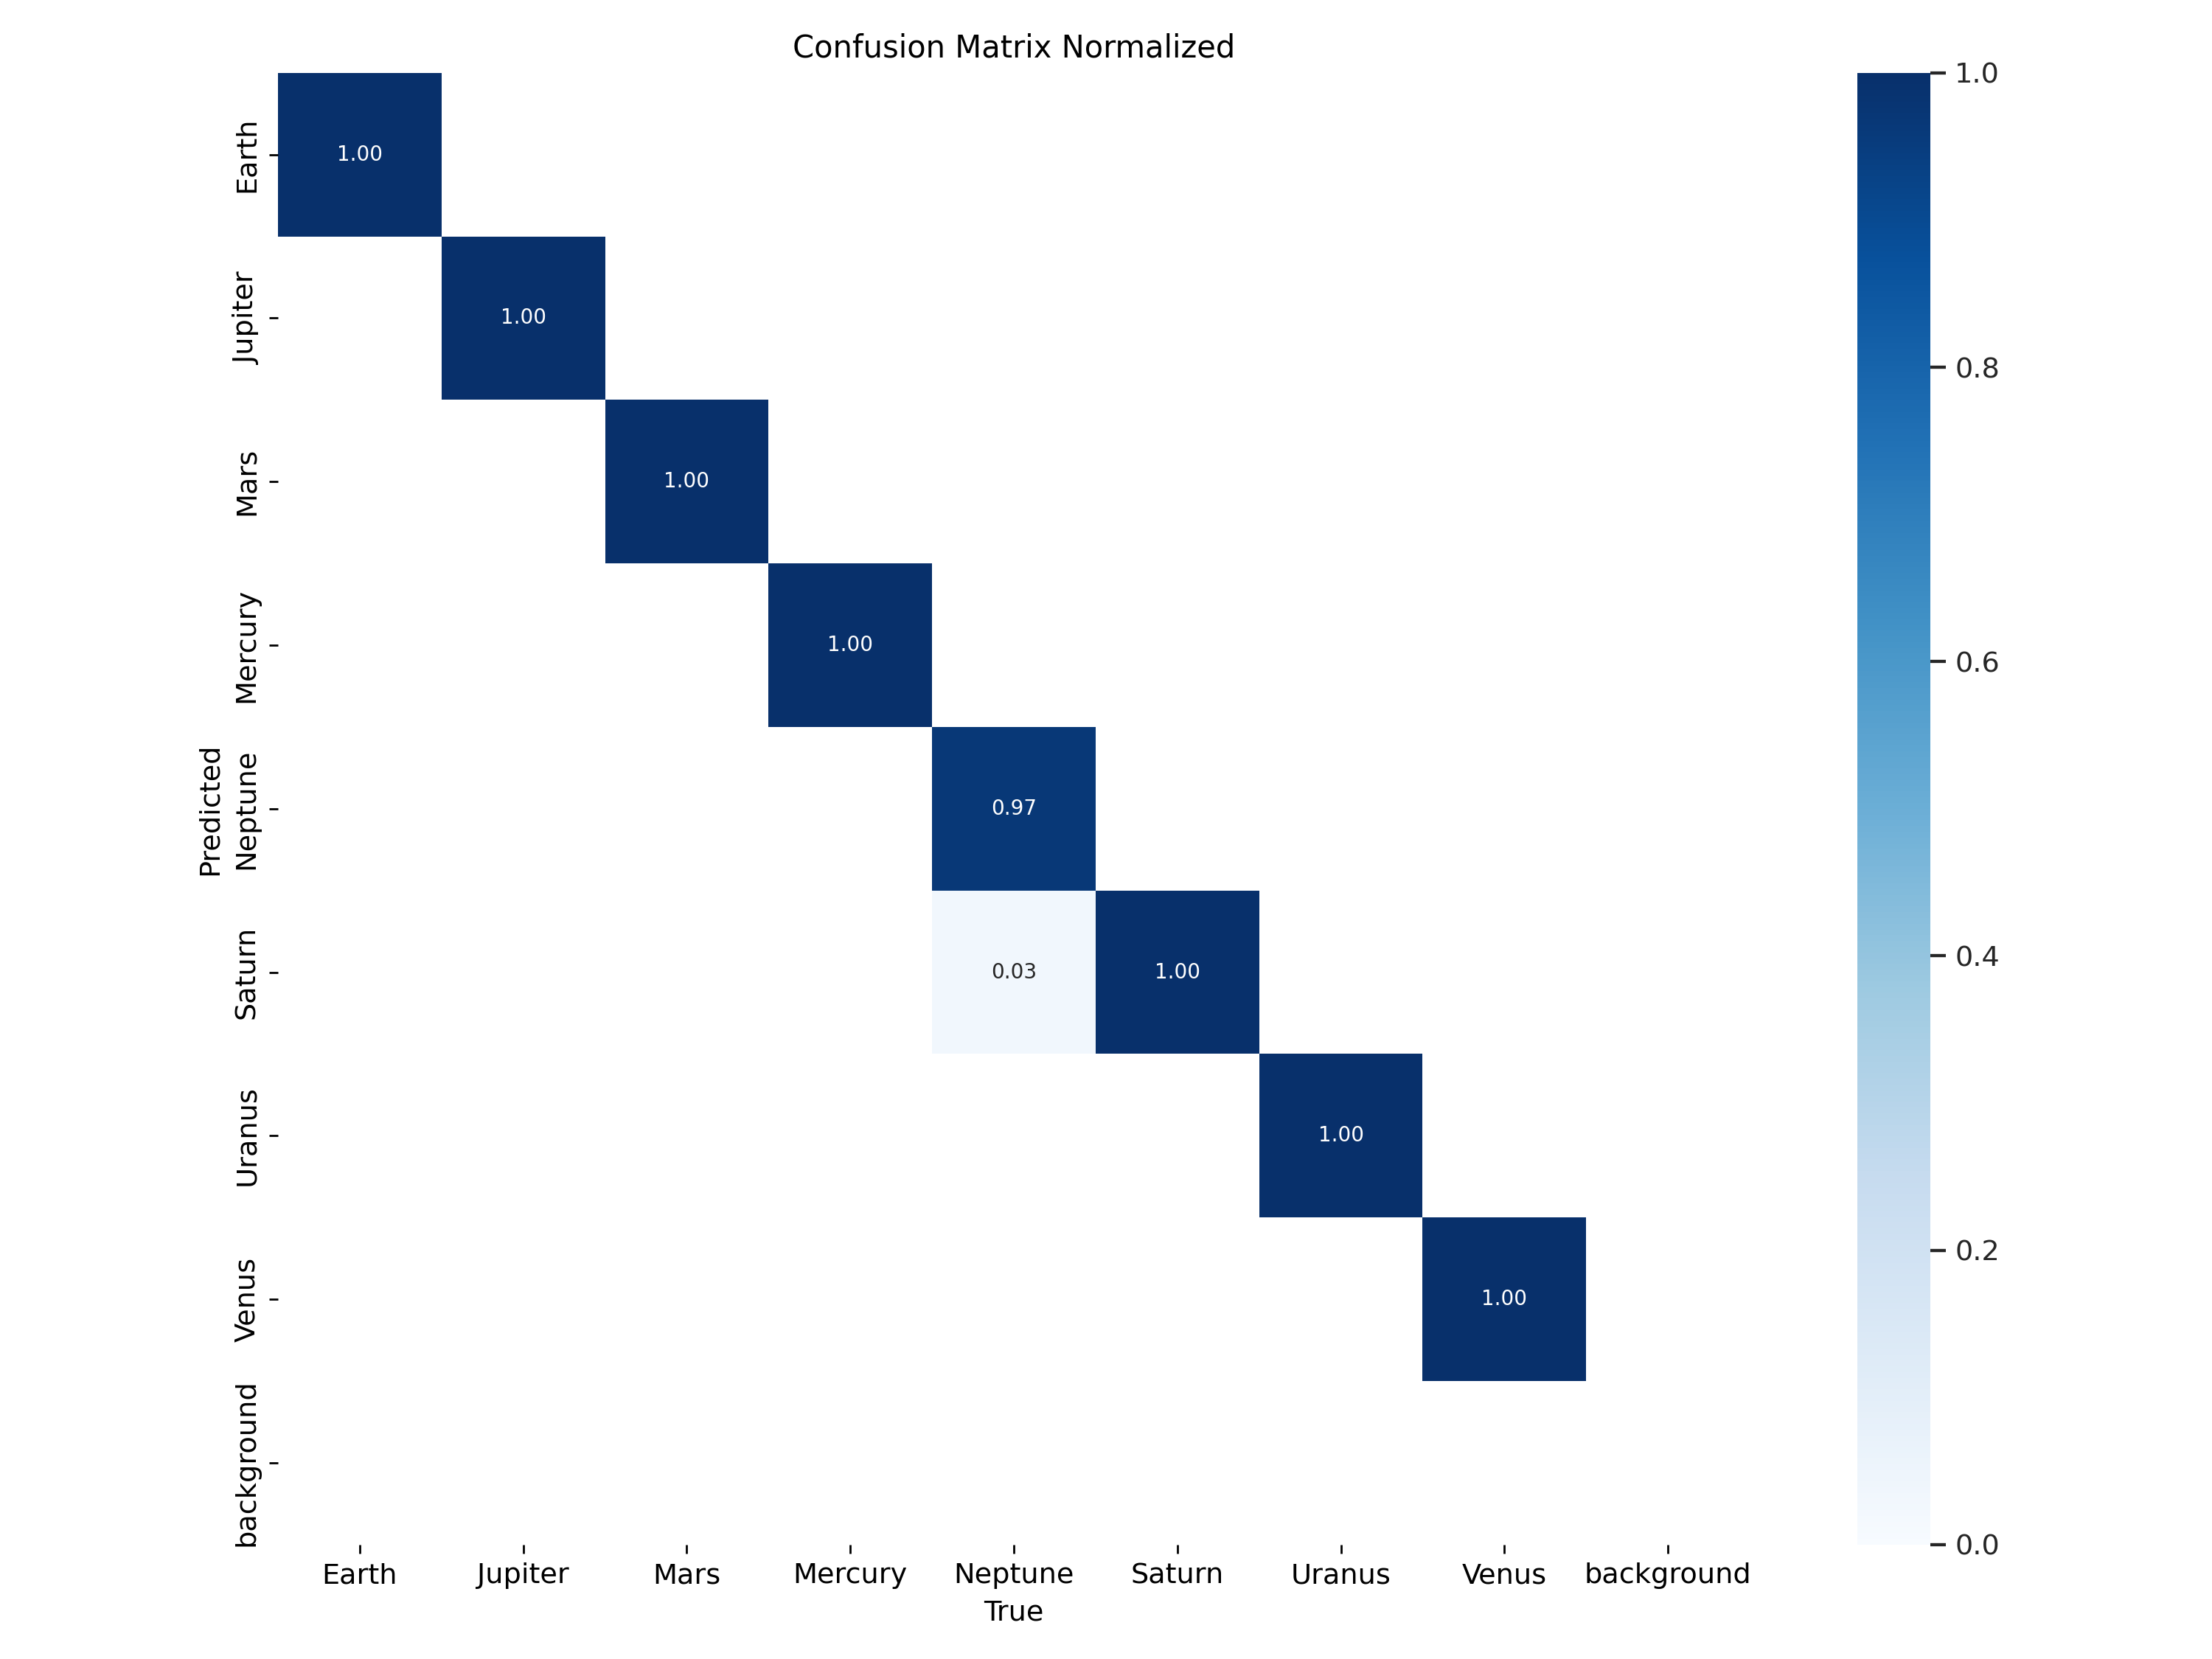 Confusion Matrix Normalized
Predicted
Earth
Jupiter
Mars
Mercury
Neptune
Saturn
Uranus
Venus
background
1.00
1.00
1.00
1.00
0.97
0.03 1.00
1.00
1.00
Earth Jupiter Mars Mercury Neptune Saturn Uranus Venus background
True
1.0
0.8
0.6
0.4
0.2
0.0